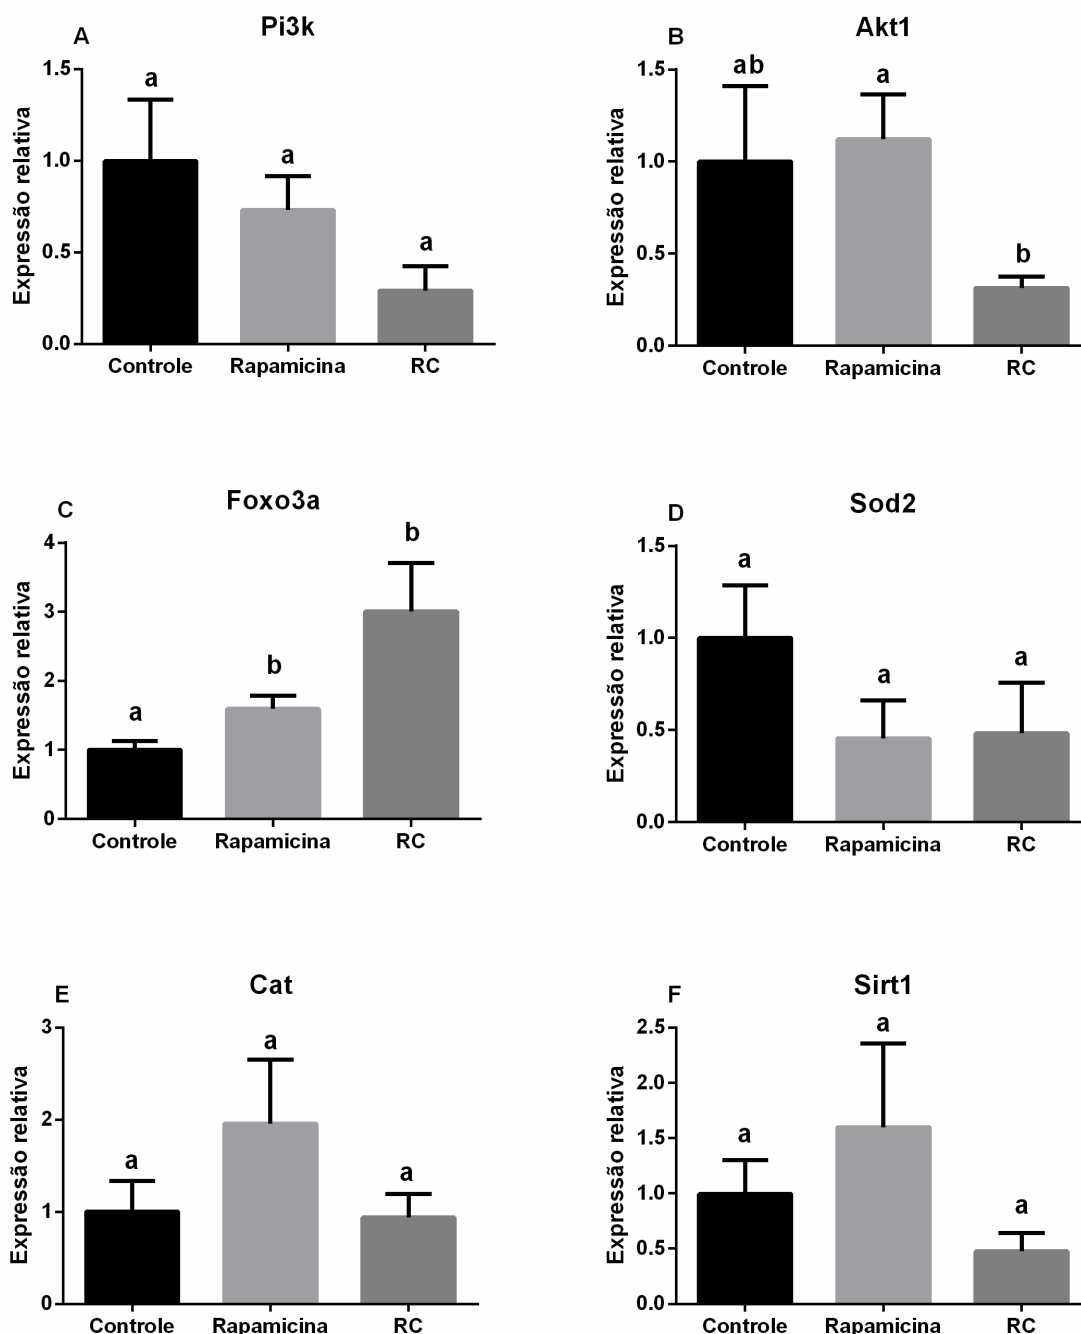 A
Pi3k
Expressão relativa
1.5
1.0
0.5
0.0
a
a
a
Controle
Rapamicina
RC
B
Akt1
Expressão relativa
1.5
1.0
0.5
0.0
ab
a
b
Controle
Rapamicina
RC
C
Foxo3a
Expressão relativa
4
3
2
1
0
a
b
b
Controle
Rapamicina
RC
D
Sod2
Expressão relativa
1.5
1.0
0.5
0.0
a
a
a
Controle
Rapamicina
RC
E
Cat
Expressão relativa
3
2
1
0
a
a
a
Controle
Rapamicina
RC
F
Sirt1
Expressão relativa
2.5
2.0
1.5
1.0
0.5
0.0
a
a
a
Controle
Rapamicina
RC